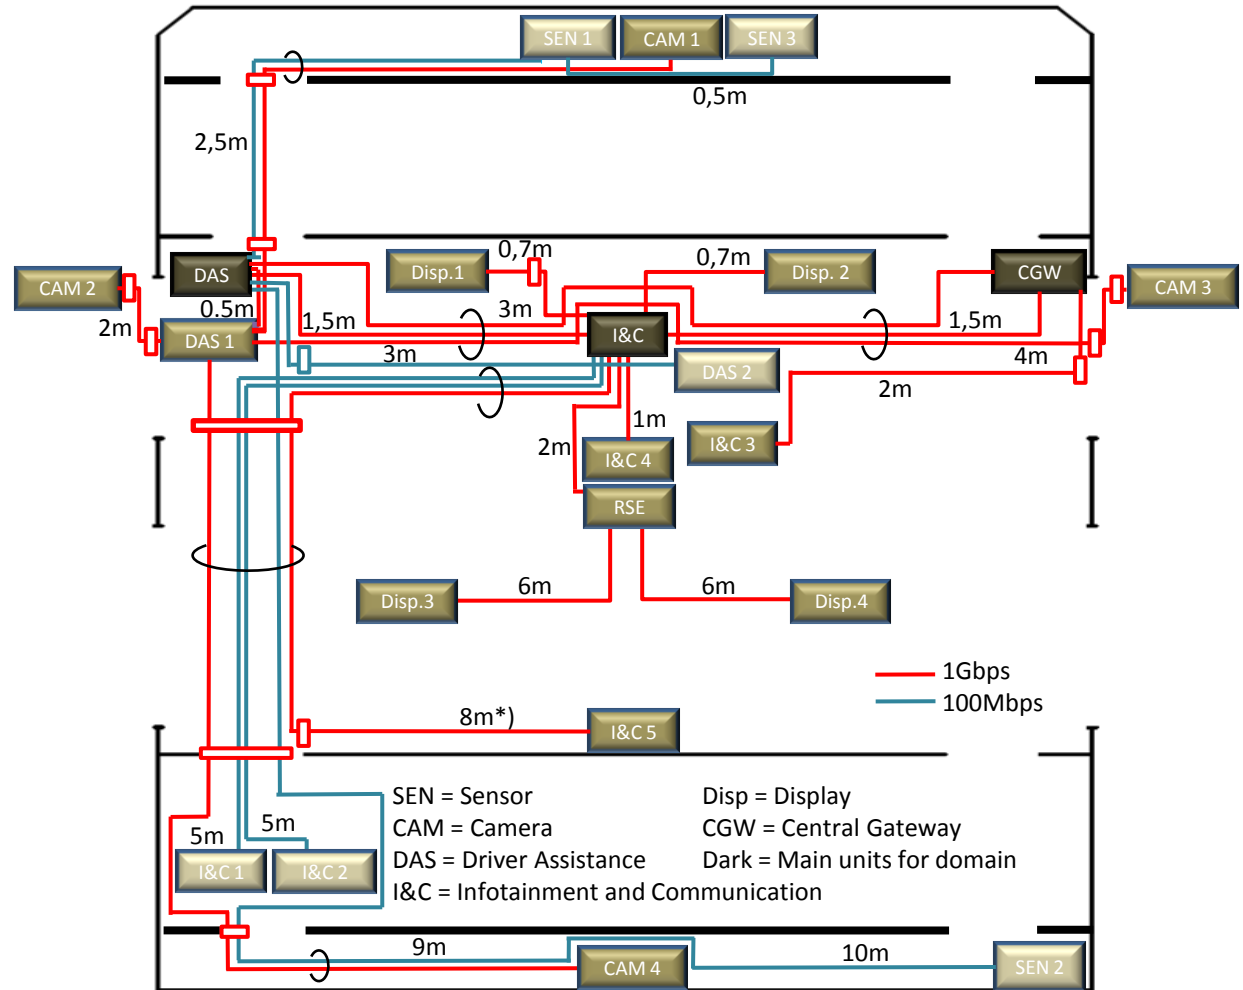 SEN 1
CAM 1
SEN 3
0,5m
2,5m
DAS
Disp.1
0,7m
0,7m
Disp. 2
CGW
CAM 2
CAM 3
0.5m
2m
DAS 1
1,5m
3m
I&C
1,5m
4m
3m
DAS 2
2m
1m
2m
I&C 4
I&C 3
RSE
Disp.3
6m
6m
Disp.4
1Gbps
100Mbps
8m*)
I&C 5
SEN = Sensor
Disp = Display
CAM = Camera
CGW = Central Gateway
DAS = Driver Assistance
Dark = Main units for domain
I&C = Infotainment and Communication
5m
5m
I&C 1
I&C 2
9m
CAM 4
10m
SEN 2